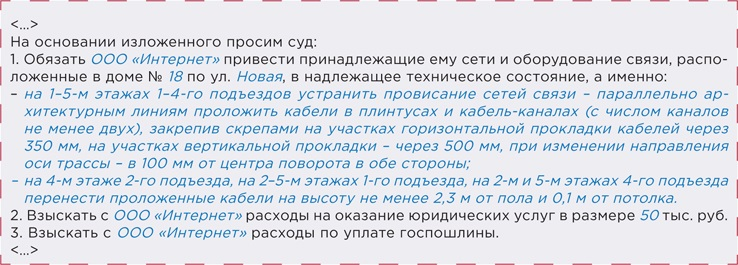 <...>
На основании изложенного просим суд:
1. Обязать ООО «Интернет» привести принадлежащие ему сети и оборудование связи, распо-
ложенные в доме № 18 по ул. Новая, в надлежащее техническое состояние, а именно:
– на 1–5-м этажах 1–4-го подъездов устранить провисание сетей связи – параллельно ар-
хитектурным линиям проложить кабели в плинтусах и кабель-каналах (с числом каналов
не менее двух), закрепив скрепами на участках горизонтальной прокладки кабелей через
350 мм, на участках вертикальной прокладки – через 500 мм, при изменении направления
оси трассы – в 100 мм от центра поворота в обе стороны;
– на 4-м этаже 2-го подъезда, на 2–5-м этажах 1-го подъезда, на 2-м и 5-м этажах 4-го подъезда
перенести проложенные кабели на высоту не менее 2,3 м от пола и 0,1 м от потолка.
2. Взыскать с ООО «Интернет» расходы на оказание юридических услуг в размере 50 тыс. руб.
3. Взыскать с ООО «Интернет» расходы по уплате госпошлины.
<...>